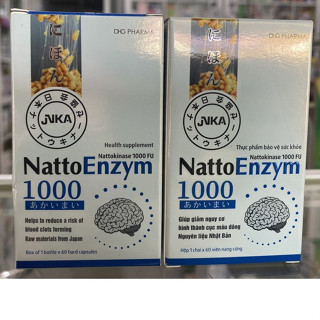 にほん
JNKA
Health supplement
Nattokinase 1000 FU
NattoEnzym
1000
あかいまい
Helps to reduce a risk of
blood clots forming
Raw materials from Japan
Box of 1 bottle x 60 hard capsules
DHG PHARMA
にほん
JNKA
Thực phẩm bảo vệ sức khỏe
Nattokinase 1000 FU
NattoEnzym
1000
あかいまい
Giúp giảm nguy cơ
hình thành cục máu đông
Nguyên liệu Nhật Bản
Hộp 1 chai x 60 viên nang cứng
DHG PHARMA